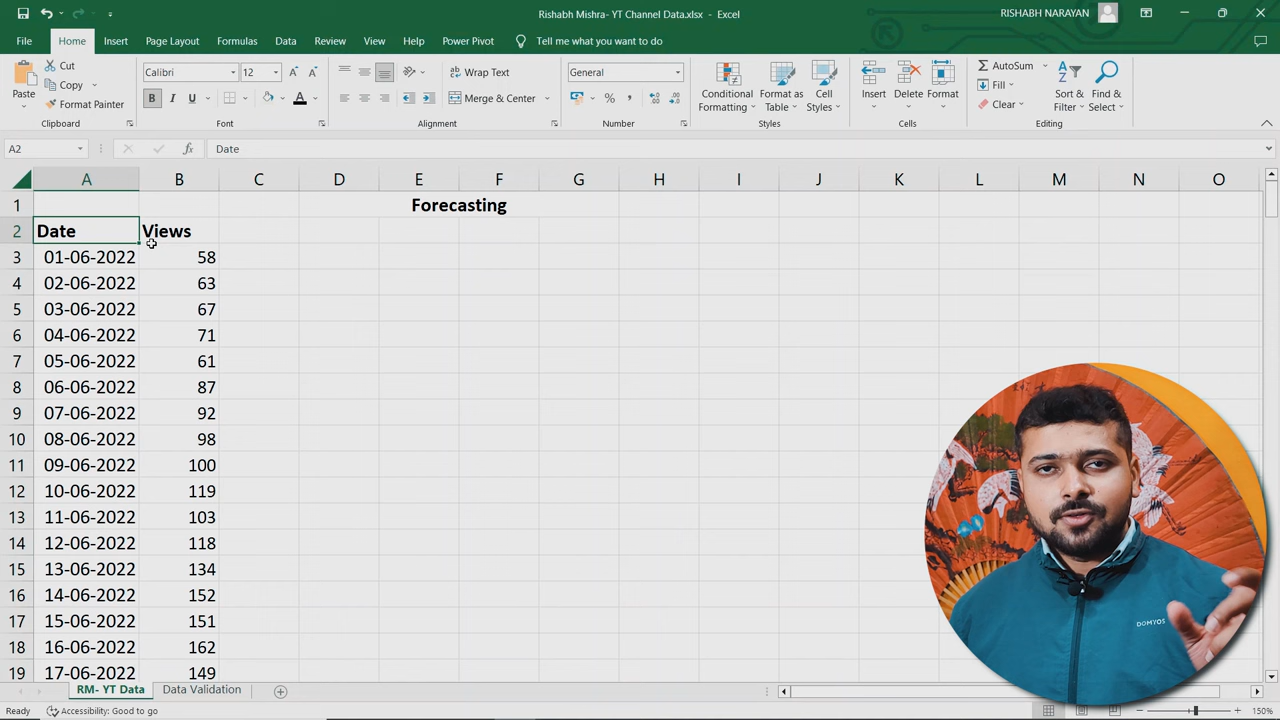 Rishabh Mishra- YT Channel Data.xlsx - Excel
RISHABH NARAYAN
File Home Insert Page Layout Formulas Data Review View Help Power Pivot Tell me what you want to do
Paste
Cut
Copy
Format Painter
Calibri 12
B I U A
Wrap Text
Merge & Center
General
% ,
Conditional Formatting
Format as Table
Cell Styles
Insert Delete Format
AutoSum
Fill
Clear
Sort & Filter
Find & Select
Clipboard Font Alignment Number Styles Cells Editing
A2 fx Date
A B C D E F G H I J K L M N O
1 Forecasting
2 Date Views
3 01-06-2022 58
4 02-06-2022 63
5 03-06-2022 67
6 04-06-2022 71
7 05-06-2022 61
8 06-06-2022 87
9 07-06-2022 92
10 08-06-2022 98
11 09-06-2022 100
12 10-06-2022 119
13 11-06-2022 103
14 12-06-2022 118
15 13-06-2022 134
16 14-06-2022 152
17 15-06-2022 151
18 16-06-2022 162
19 17-06-2022 149
DOMYOS
RM- YT Data Data Validation
Ready Accessibility: Good to go 150%